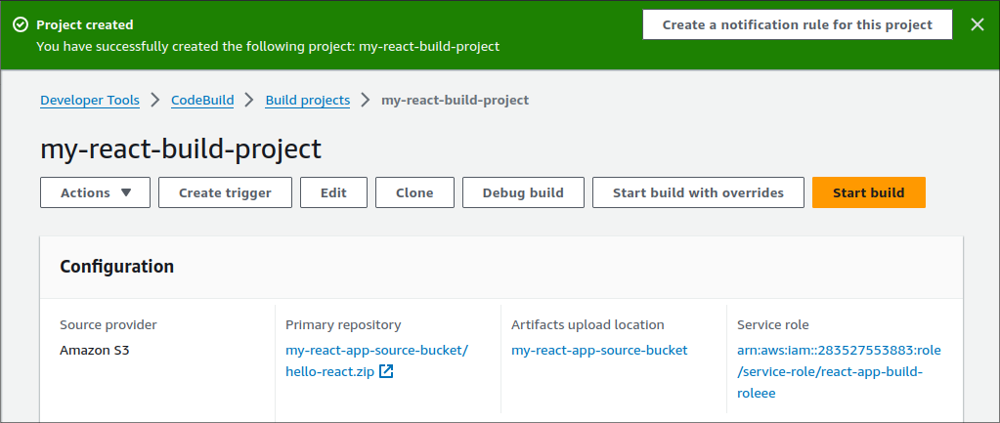 Project created
You have successfully created the following project: my-react-build-project
Create a notification rule for this project
Developer Tools
CodeBuild
Build projects
my-react-build-project
my-react-build-project
Actions
Create trigger
Edit
Clone
Debug build
Start build with overrides
Start build
Configuration
Source provider
Amazon S3
Primary repository
my-react-app-source-bucket/
hello-react.zip
Artifacts upload location
my-react-app-source-bucket
Service role
arn:aws:iam::283527553883:role
/service-role/react-app-build-
roleee